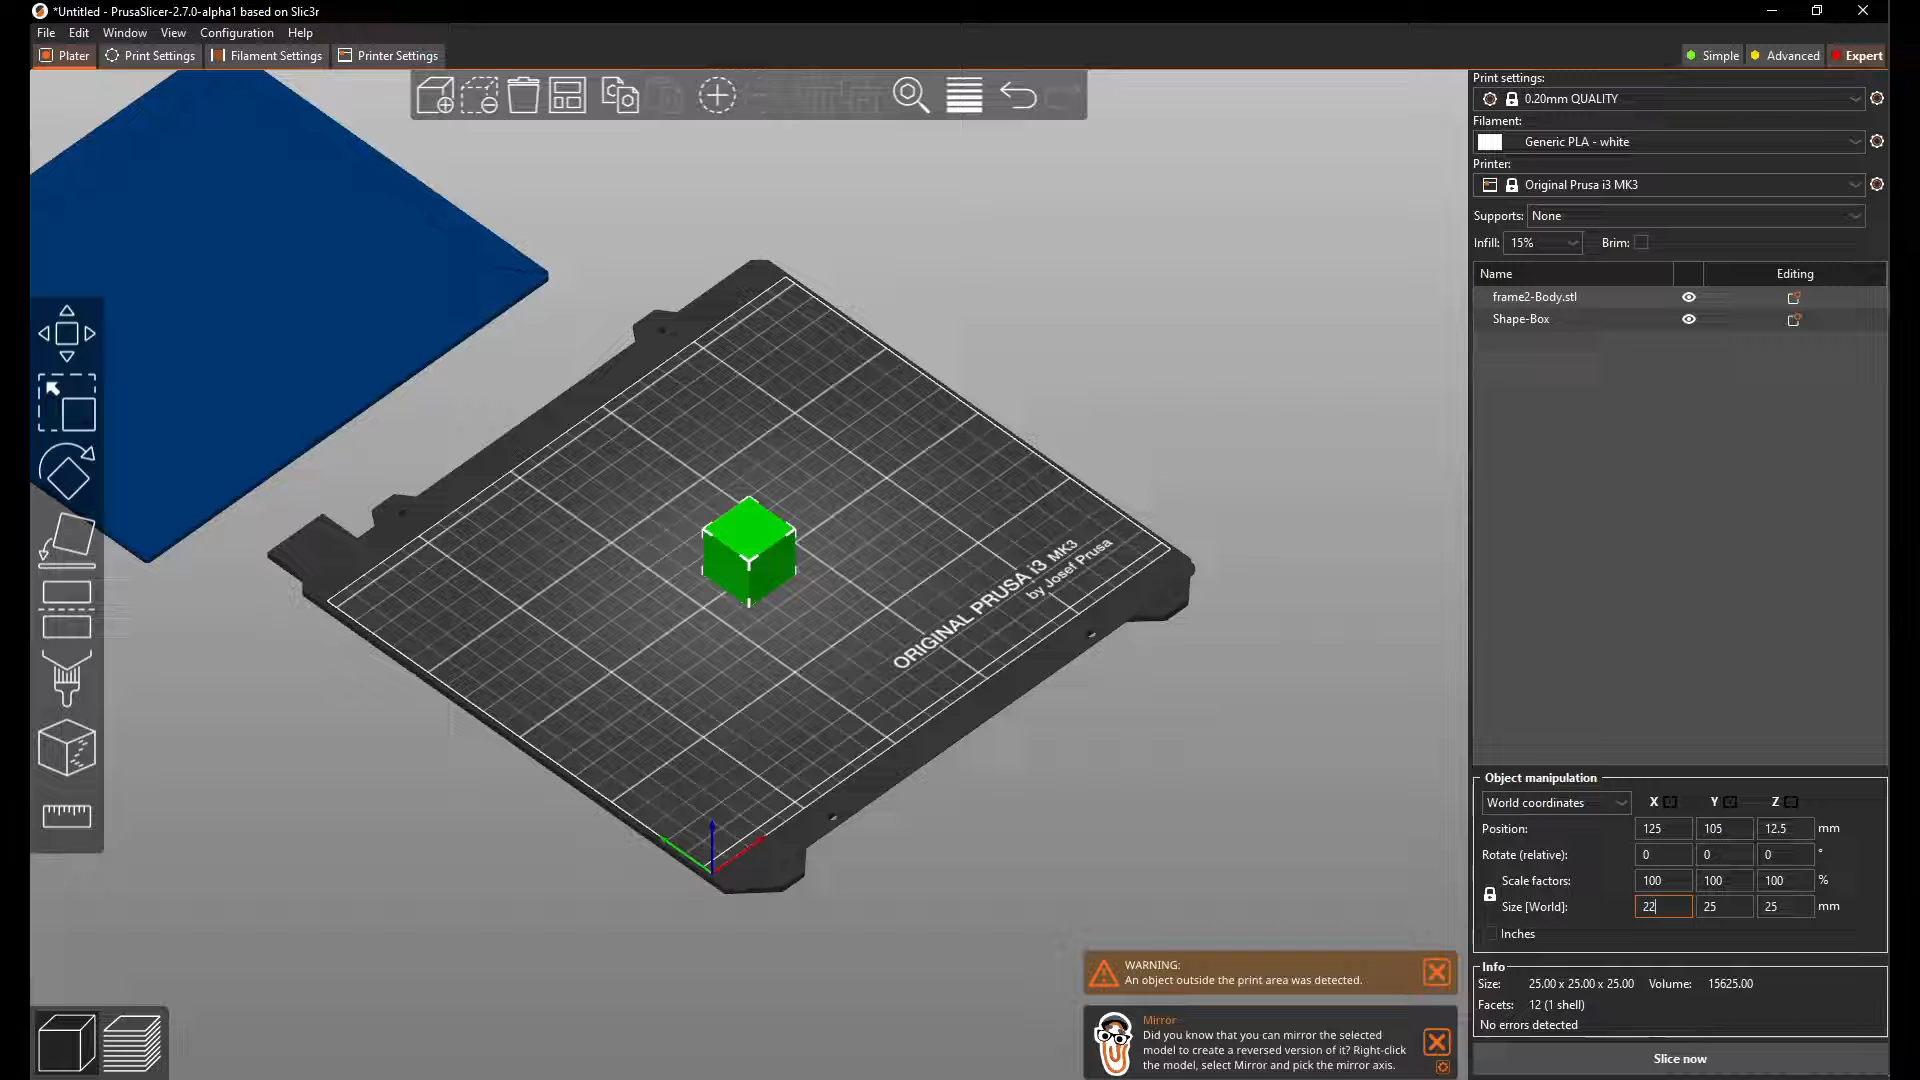 *Untitled - PrusaSlicer-2.7.0-alpha1 based on Slic3r
File Edit Window View Configuration Help
Plater Print Settings Filament Settings Printer Settings
Simple Advanced Expert
Print settings:
0.20mm QUALITY
Filament:
Generic PLA - white
Printer:
Original Prusa i3 MK3
Supports: None
Infill: 15% Brim:
Name Editing
frame2-Body.stl
Shape-Box
ORIGINAL PRUSA i3 MK3
by Josef Prusa
Object manipulation
World coordinates X Y Z
Position: 125 105 12.5 mm
Rotate (relative): 0 0 0 °
Scale factors: 100 100 100 %
Size [World]: 22 25 25 mm
Inches
Info
Size: 25.00 x 25.00 x 25.00 Volume: 15625.00
Facets: 12 (1 shell)
No errors detected
Slice now
WARNING:
An object outside the print area was detected.
Mirror
Did you know that you can mirror the selected
model to create a reversed version of it? Right-click
the model, select Mirror and pick the mirror axis.